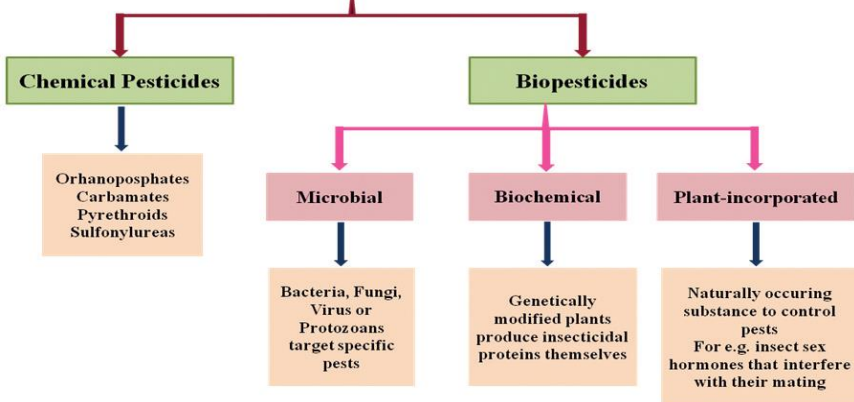 Chemical Pesticides
Biopesticides
Orhanoposphates
Carbamates
Pyrethroids
Sulfonylureas
Microbial
Biochemical
Plant-incorporated
Bacteria, Fungi,
Virus or
Protozoans
target specific
pests
Genetically
modified plants
produce insecticidal
proteins themselves
Naturally occuring
substance to control
pests
For e.g. insect sex
hormones that interfere
with their mating